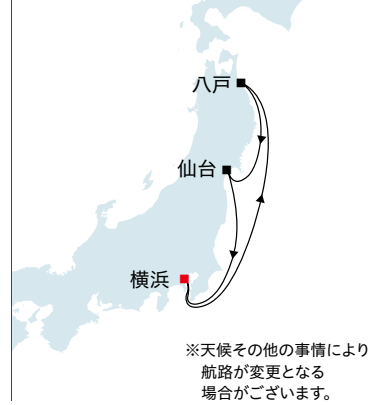 八戸
仙台
横浜
※天候その他の事情により
航路が変更となる
場合がございます。